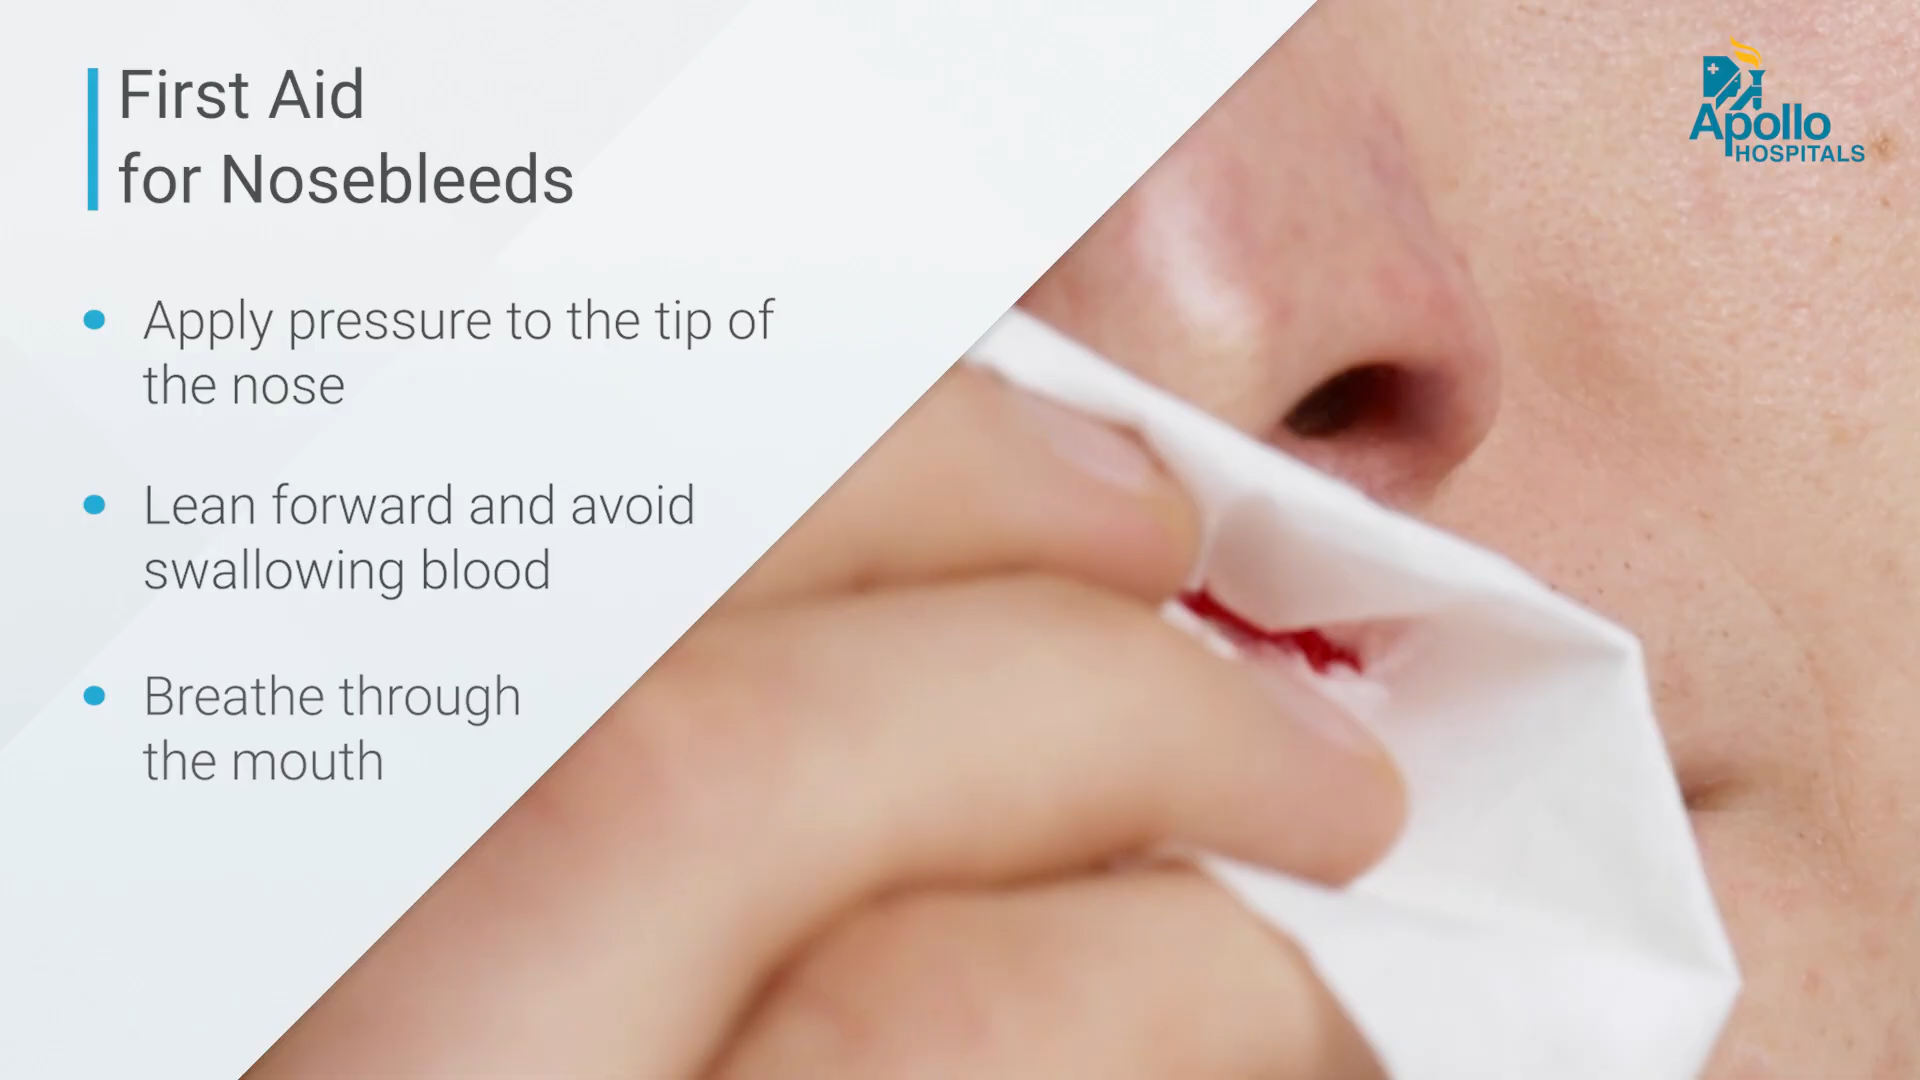 First Aid
for Nosebleeds
Apply pressure to the tip of
the nose
Lean forward and avoid
swallowing blood
Breathe through
the mouth
Apollo
HOSPITALS